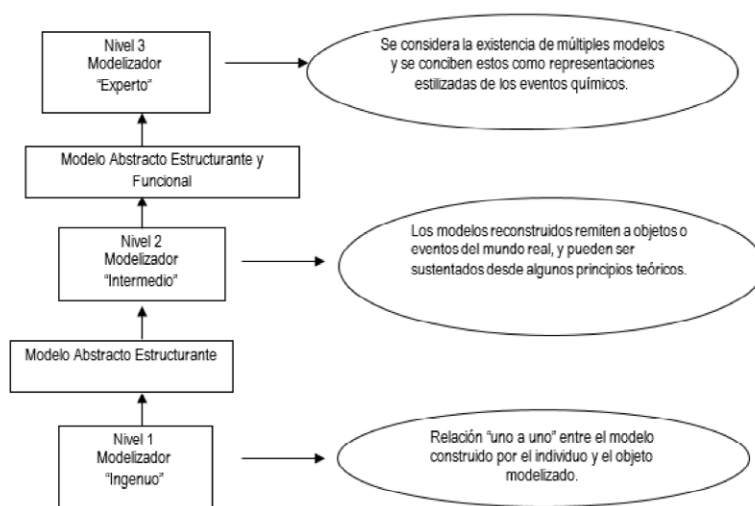 Nivel 3
Modelizador
“Experto”
Se considera la existencia de múltiples modelos
y se conciben estos como representaciones
estilizadas de los eventos químicos.
Modelo Abstracto Estructurante y
Funcional
Nivel 2
Modelizador
“Intermedio”
Los modelos reconstruidos remiten a objetos o
eventos del mundo real, y pueden ser
sustentados desde algunos principios teóricos.
Modelo Abstracto Estructurante
Nivel 1
Modelizador
“Ingenuo”
Relación “uno a uno” entre el modelo
construido por el individuo y el objeto
modelizado.